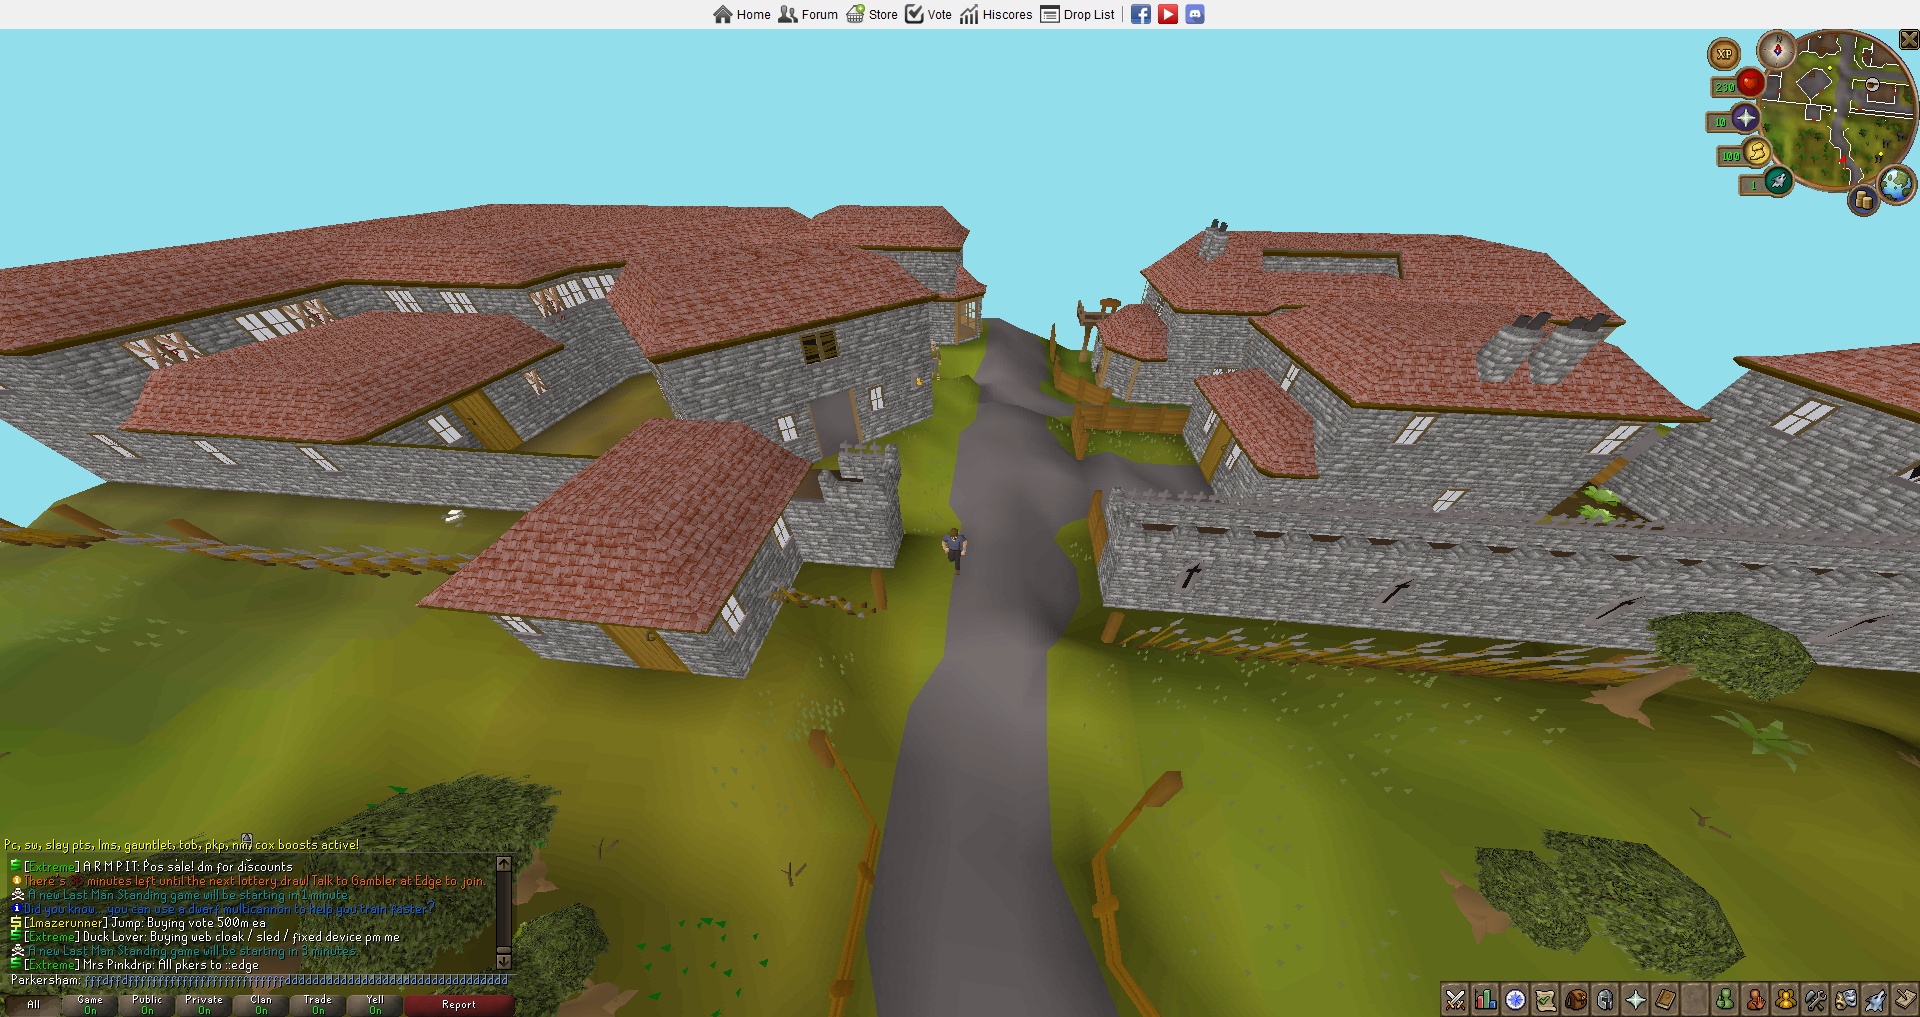 Home Forum Store Vote Hiscores Drop List
XP
N
230
10
100
1
Pc, sw, slay pts, lms, gauntlet, tob, pkp, nm, cox boosts active!
[Extreme] A R M P I T: Pos sale! dm for discounts
There's minutes left until the next lottery draw! Talk to Gambler at Edge to join.
A new Last Man Standing game will be starting in 1 minute.
Did you know... you can use a dwarf multicannon to help you train faster?
[1mazerunner] Jump: Buying vote 500m ea
[Extreme] Duck Lover: Buying web cloak / sled / fixed device pm me
A new Last Man Standing game will be starting in 3 minutes.
[Extreme] Mrs Pinkdrip: All pkers to ::edge
Parkersham:
All Game On Public On Private On Clan On Trade On Yell On Report